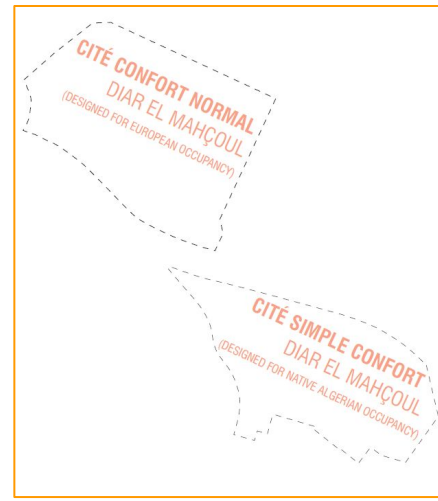 CITÉ CONFORT NORMAL
DIAR EL MAHÇOUL
(DESIGNED FOR EUROPEAN OCCUPANCY)
CITÉ SIMPLE CONFORT
DIAR EL MAHÇOUL
(DESIGNED FOR NATIVE ALGERIAN OCCUPANCY)